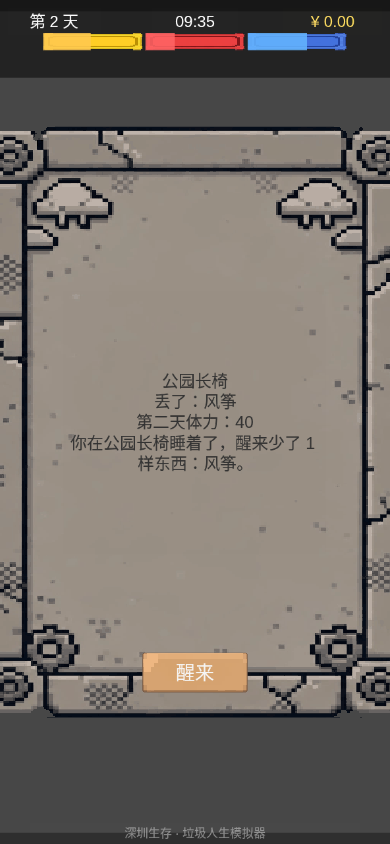 第 2 天
09:35
¥ 0.00
公园长椅
丢了：风筝
第二天体力：40
你在公园长椅睡着了，醒来少了 1
样东西：风筝。
醒来
深圳生存 · 垃圾人生模拟器